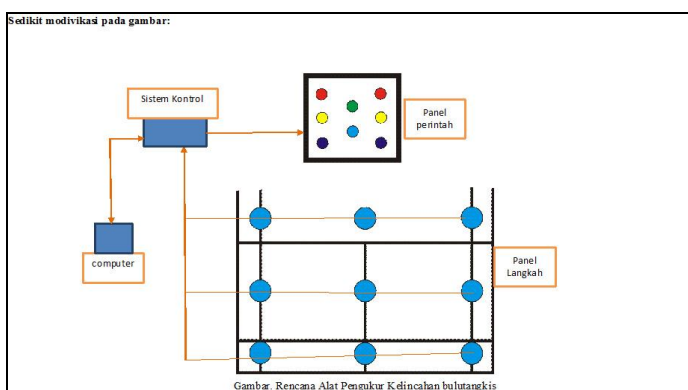 Sedikit modivikasi pada gambar:
Sistem Kontrol
Panel
perintah
computer
Panel
Langkah
Gambar. Rencana Alat Pengukur Kelincahan bulutangkis